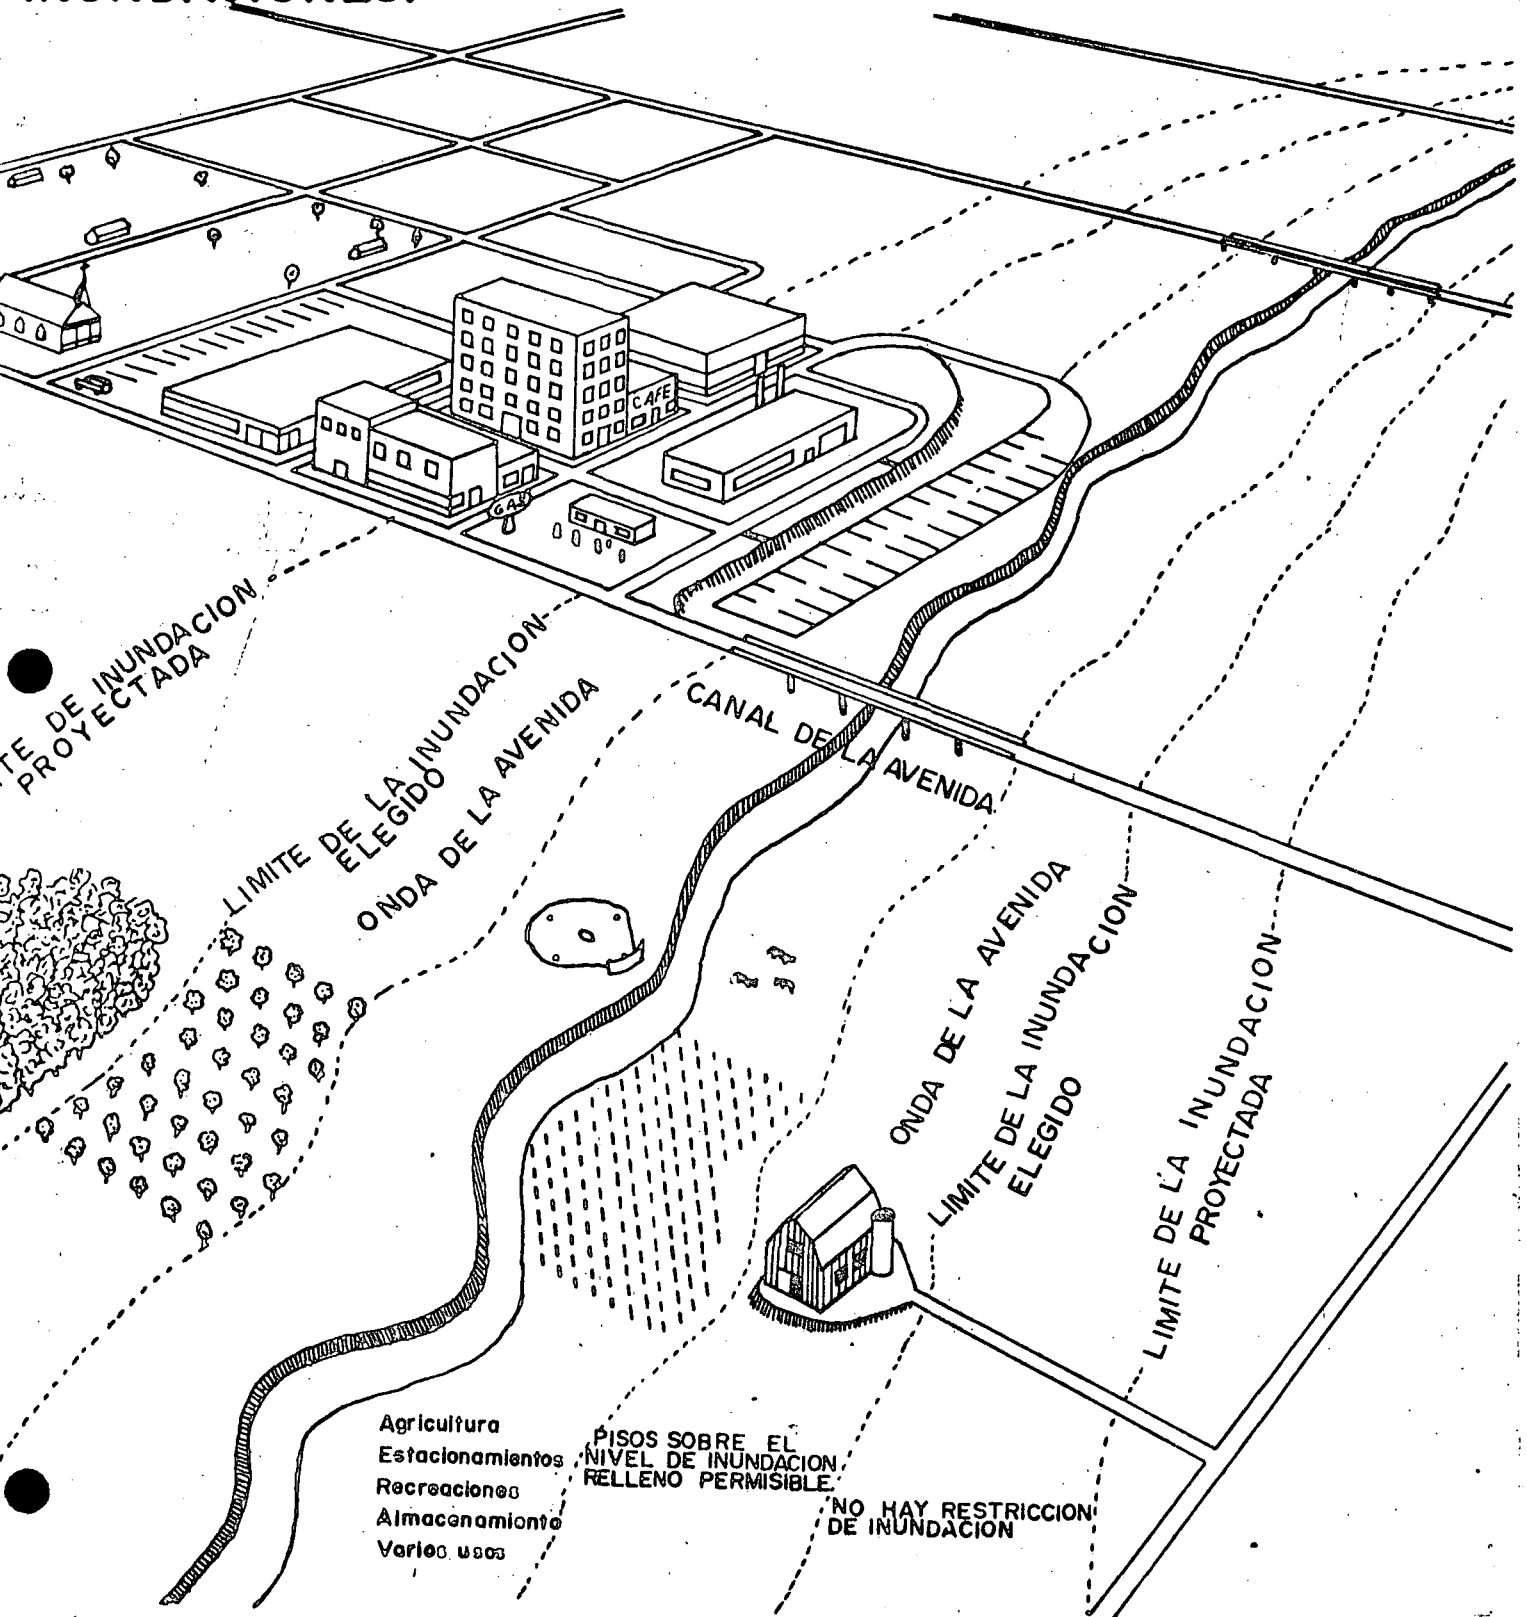 CAFE
GAS
DE INUNDACION
PROYECTADA
LIMITE DE LA INUNDACION
ELEGIDO
ONDA DE LA AVENIDA
CANAL DE LA AVENIDA
ONDA DE LA AVENIDA
LIMITE DE LA INUNDACION
ELEGIDO
LIMITE DE LA INUNDACION
PROYECTADA
Agricultura
Estacionamientos
Recreaciones
Almacenamiento
Varios usos
PISOS SOBRE EL
NIVEL DE INUNDACION
RELLENO PERMISIBLE.
NO HAY RESTRICCION
DE INUNDACION